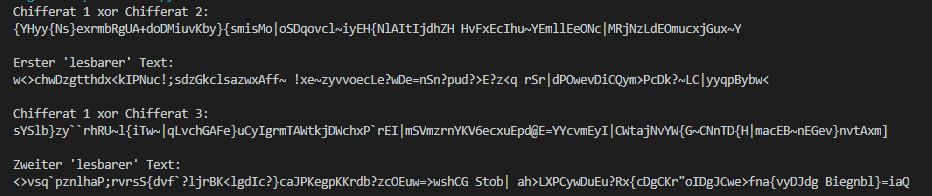 Chifferat 1 xor Chifferat 2:
{YHyy{Ns}exrmbRgUA+doDMiuvKby}{smisMo|oSDqovcl~iyEH{NlAItIjdhZH HvFxEcIhu~YEmllEeONc|MRjNzLdEOmucxjGux~Y
Erster 'lesbarer' Text:
w<>chwDzgtthdx<kIPNuc!;sdzGkclsazwxAff~ !xe~zyvvoecLe?wDe=nSn?pud?>E?z<q rSr|dPOwevDiCQym>PcDk?~LC|yyqpBybw<
Chifferat 1 xor Chifferat 3:
sYSlb}zy``rhRU~l{iTw~|qLvchGAFe}uCyIgrmTAWtkjDWchxP`rEI|mSVmzrnYKV6ecxuEpd@E=YYcvmEyI|CWtajNvYW{G~CNnTD{H|macEB~nEGev}nvtAxm]
Zweiter 'lesbarer' Text:
<>vsq`pznlhaP;rvrsS{dvf`?ljrBK<lgdIc?}caJPKegpKKrdb?zcOEuw=>wshCG Stob| ah>LXPCywDuEu?Rx{cDgCKr"oIDgJCwe>fna{vyDJdg Biegnbl}=iaQ